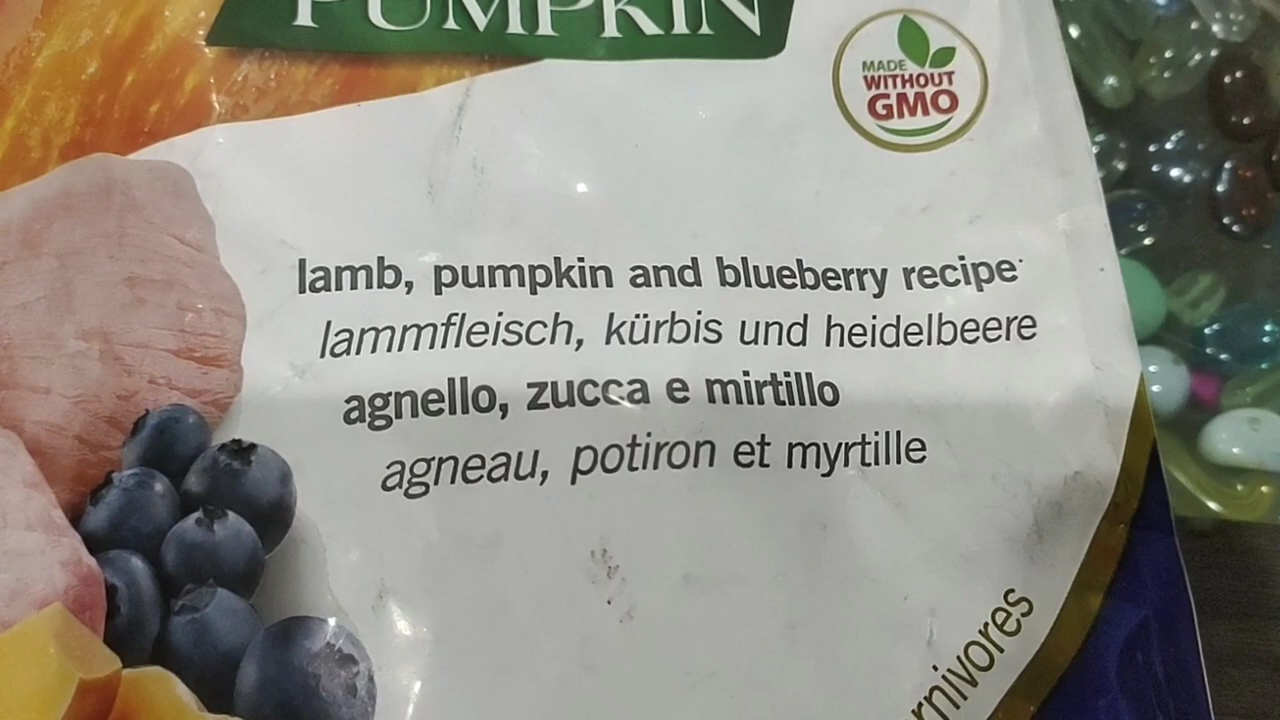 PUMPKIN
MADE
WITHOUT
GMO
lamb, pumpkin and blueberry recipe
lammfleisch, kürbis und heidelbeere
agnello, zucca e mirtillo
agneau, potiron et myrtille
rnivores